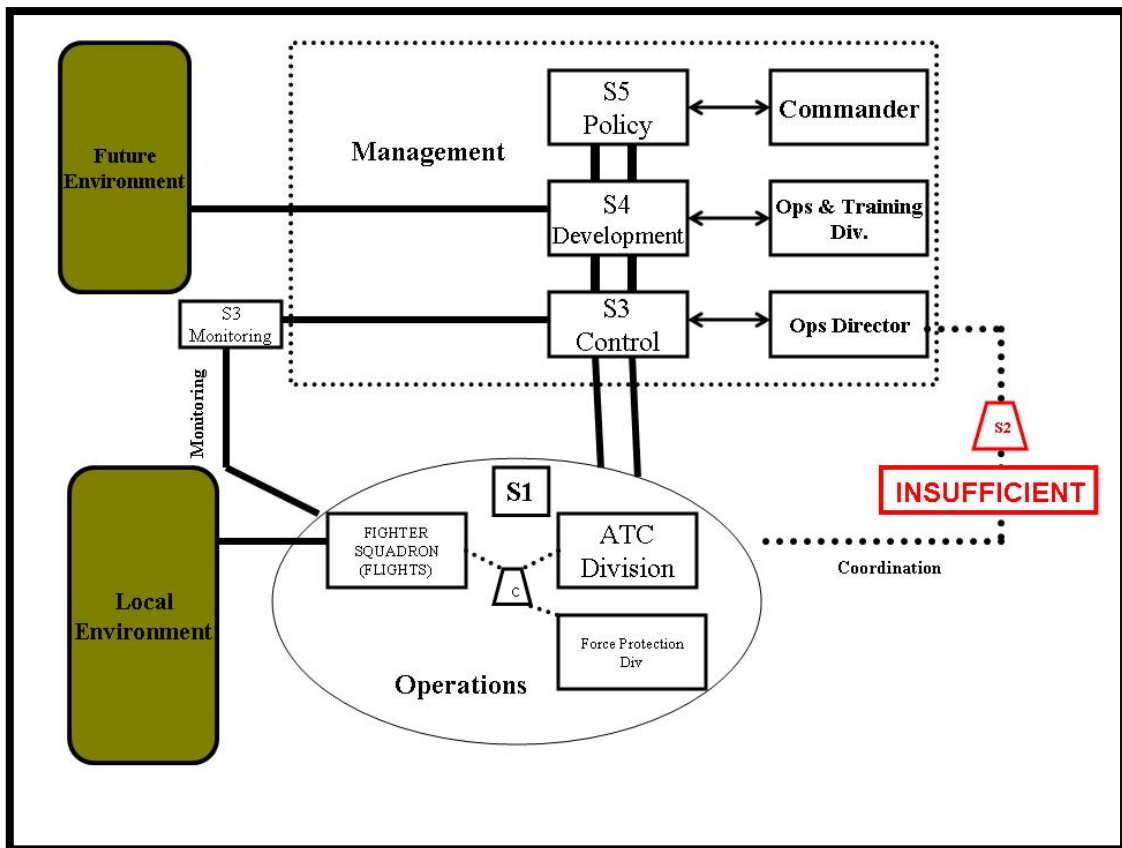 S5
Policy
Commander
Management
Future
Environment
S4
Development
Ops & Training
Div.
S3
Monitoring
S3
Control
Ops Director
Monitoring
S2
INSUFFICIENT
S1
FIGHTER
SQUADRON
(FLIGHTS)
ATC
Division
C
Coordination
Local
Environment
Force Protection
Div
Operations